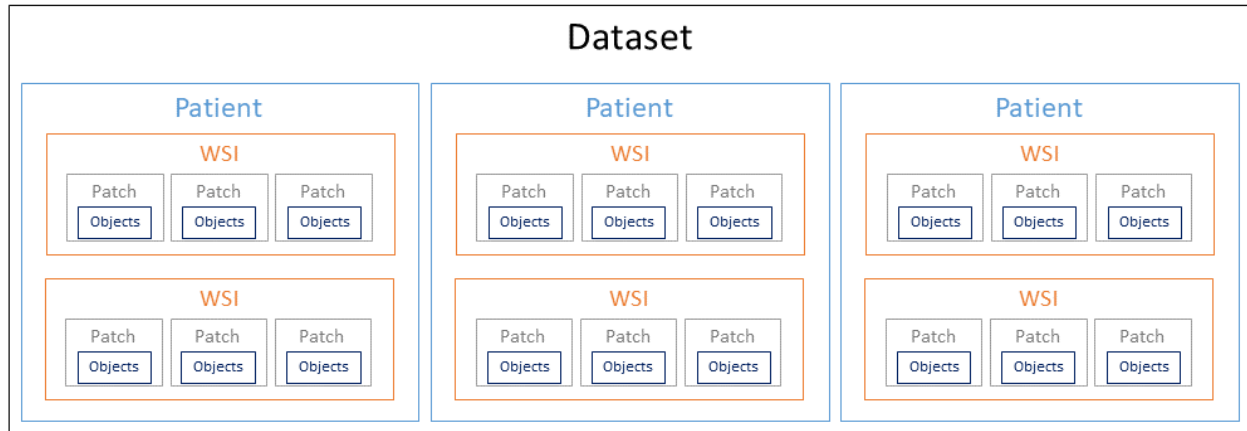 Dataset
Patient Patient Patient
WSI WSI WSI
Patch Patch Patch Patch Patch Patch Patch Patch Patch
Objects Objects Objects Objects Objects Objects Objects Objects Objects
WSI WSI WSI
Patch Patch Patch Patch Patch Patch Patch Patch Patch
Objects Objects Objects Objects Objects Objects Objects Objects Objects